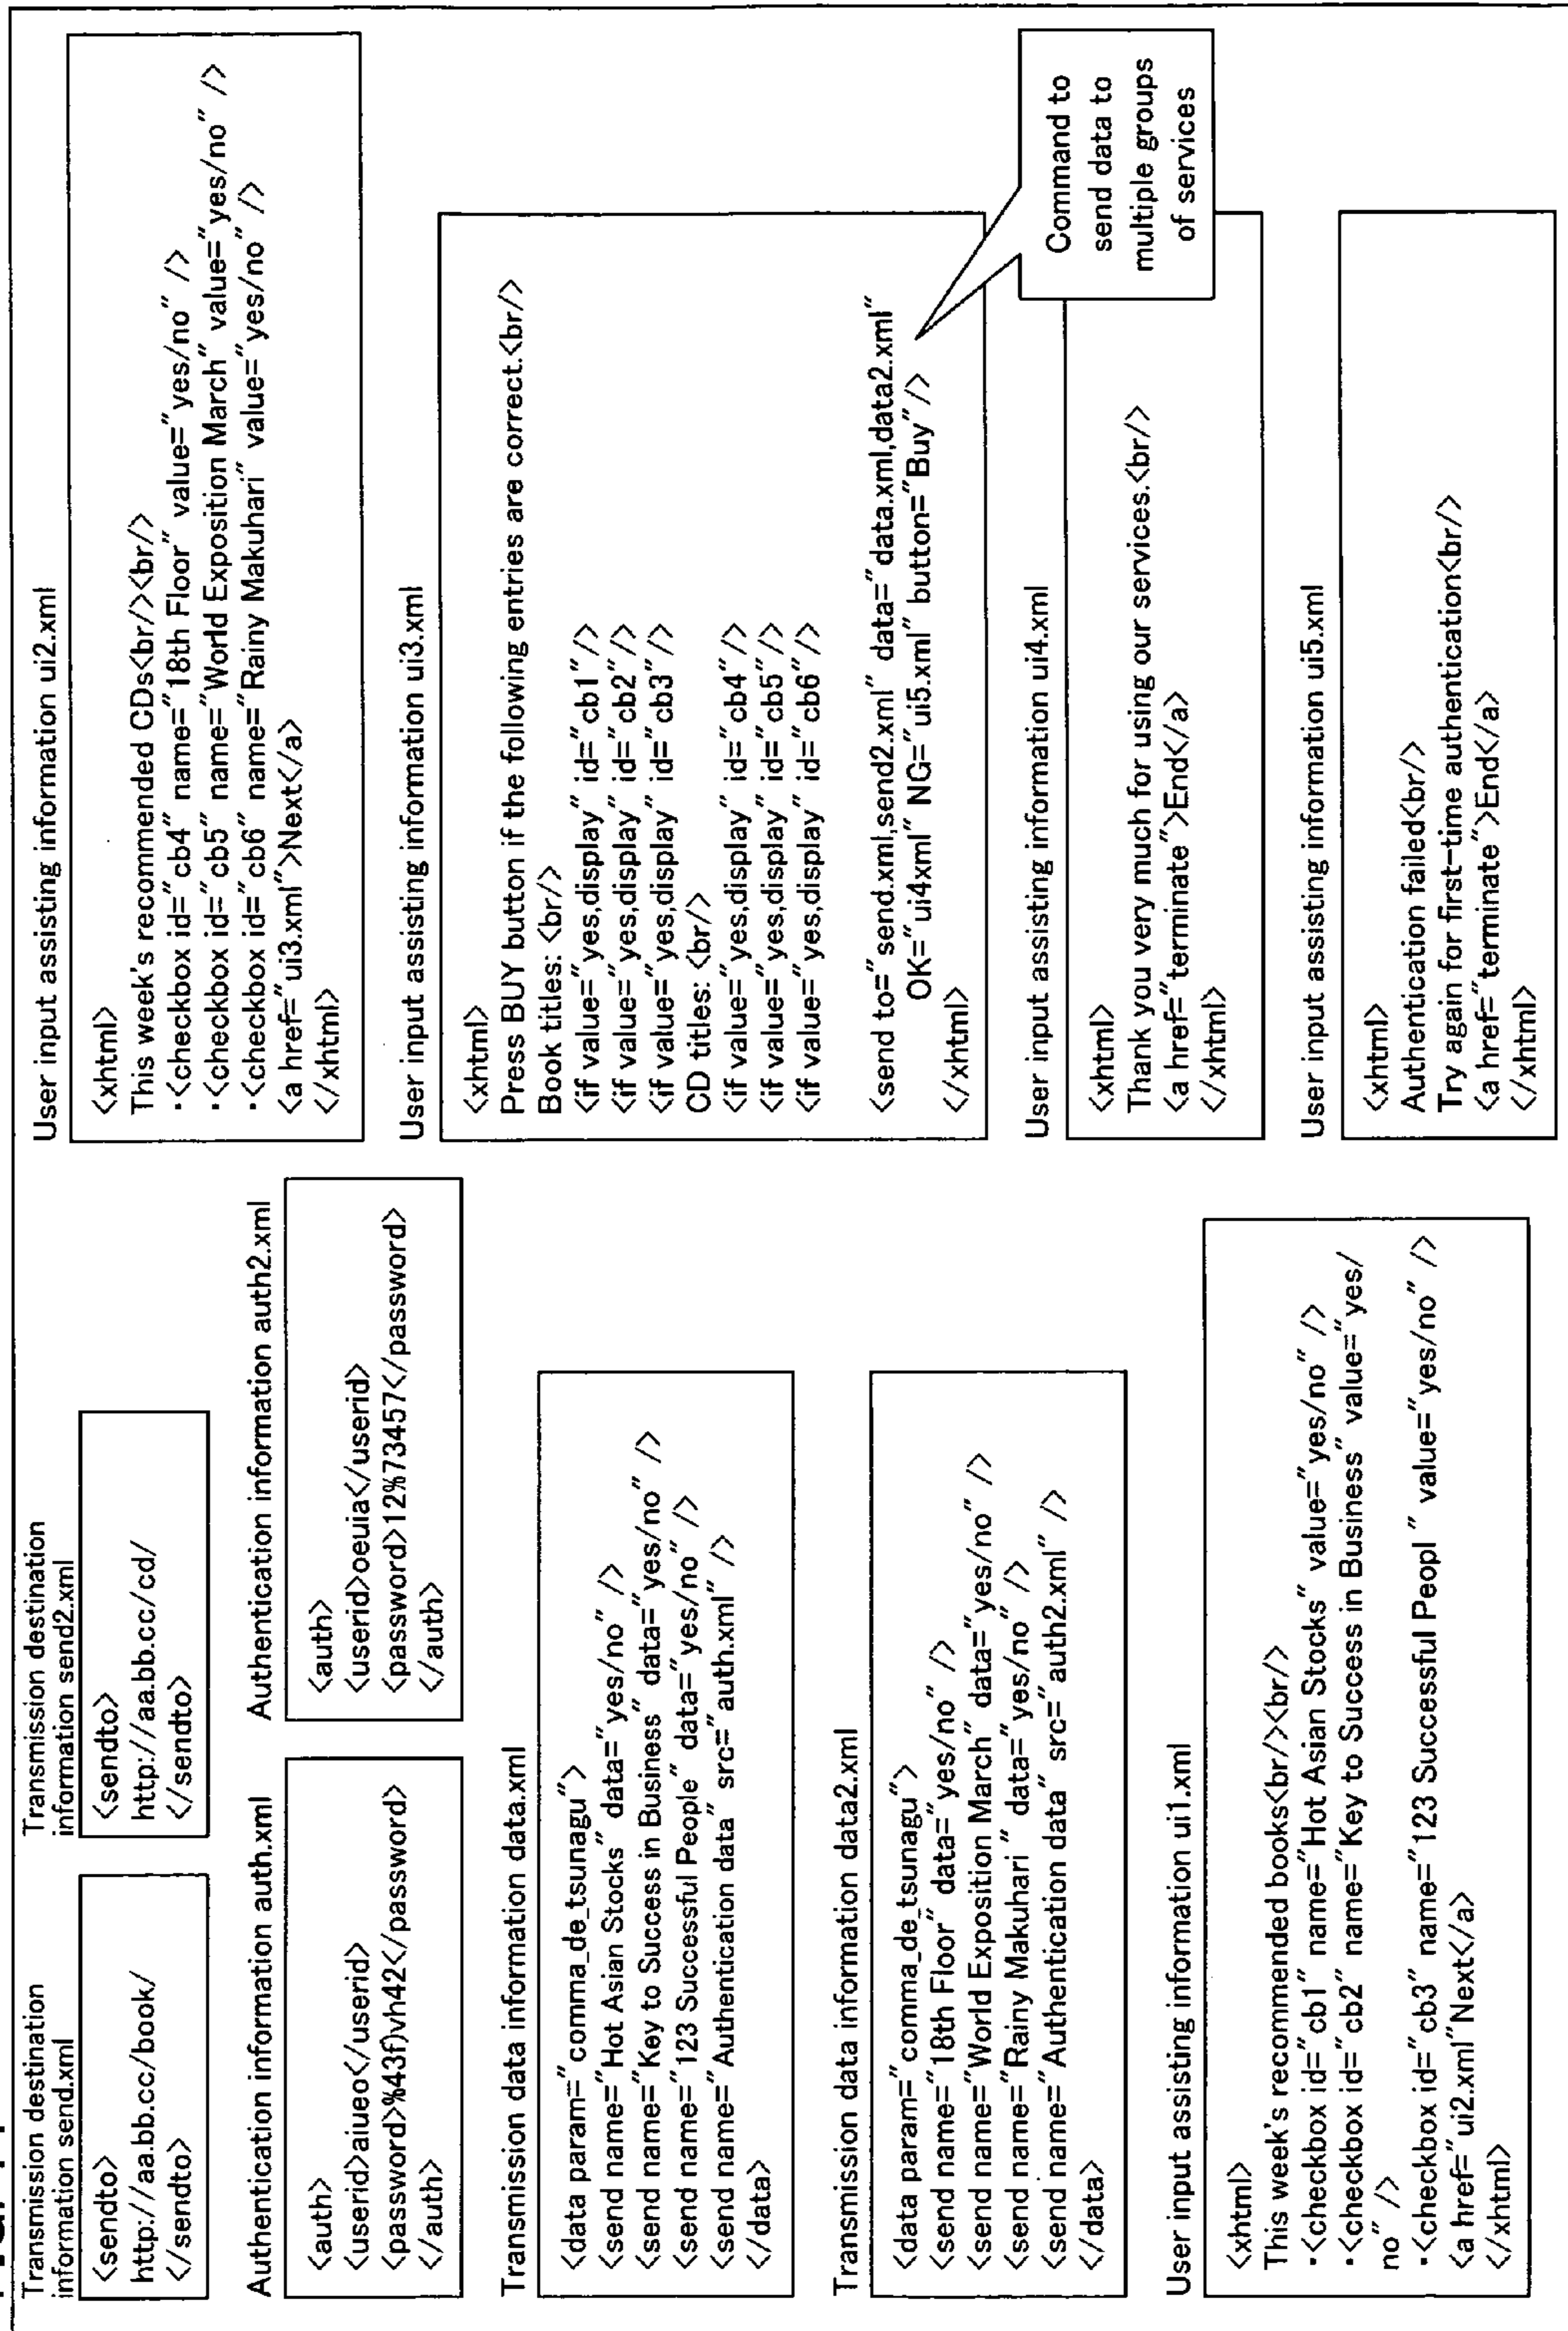 Transmission destination
information send.xml
<sendto>
http://aa.bb.cc/book/
</sendto>
Transmission destination
information send2.xml
<sendto>
http://aa.bb.cc/cd/
</sendto>
Authentication information auth.xml
<auth>
<userid>aiueo</userid>
<password>%43f)vh42</password>
</auth>
Authentication information auth2.xml
<auth>
<userid>oeuia</userid>
<password>12%73457</password>
</auth>
Transmission data information data.xml
<data param="comma_de_tsunagu">
<send name="Hot Asian Stocks" data="yes/no" />
<send name="Key to Success in Business" data="yes/no" />
<send name="123 Successful People" data="yes/no" />
<send name="Authentication data" src="auth.xml" />
</data>
Transmission data information data2.xml
<data param="comma_de_tsunagu">
<send name="18th Floor" data="yes/no" />
<send name="World Exposition March" data="yes/no" />
<send name="Rainy Makuhari " data="yes/no" />
<send name="Authentication data" src="auth2.xml" />
</data>
User input assisting information ui1.xml
<xhtml>
This week's recommended books<br/><br/>
・<checkbox id="cb1" name="Hot Asian Stocks" value="yes/no" />
・<checkbox id="cb2" name="Key to Success in Business" value="yes/
no" />
・<checkbox id="cb3" name="123 Successful Peopl " value="yes/no" />
<a href="ui2.xml"Next</a>
</xhtml>
User input assisting information ui2.xml
<xhtml>
This week's recommended CDs<br/><br/>
・<checkbox id="cb4" name="18th Floor" value="yes/no" />
・<checkbox id="cb5" name="World Exposition March" value="yes/no" />
・<checkbox id="cb6" name="Rainy Makuhari" value="yes/no" />
<a href="ui3.xml">Next</a>
</xhtml>
User input assisting information ui3.xml
<xhtml>
Press BUY button if the following entries are correct.<br/>
Book titles: <br/>
<if value="yes,display" id="cb1"/>
<if value="yes,display" id="cb2"/>
<if value="yes,display" id="cb3"/>
CD titles: <br/>
<if value="yes,display" id="cb4"/>
<if value="yes,display" id="cb5"/>
<if value="yes,display" id="cb6"/>
<send to="send.xml,send2.xml" data="data.xml,data2.xml"
OK="ui4xml" NG="ui5.xml" button="Buy"/>
</xhtml>
Command to
send data to
multiple groups
of services
User input assisting information ui4.xml
<xhtml>
Thank you very much for using our services.<br/>
<a href="terminate">End</a>
</xhtml>
User input assisting information ui5.xml
<xhtml>
Authentication failed<br/>
Try again for first-time authentication<br/>
<a href="terminate">End</a>
</xhtml>